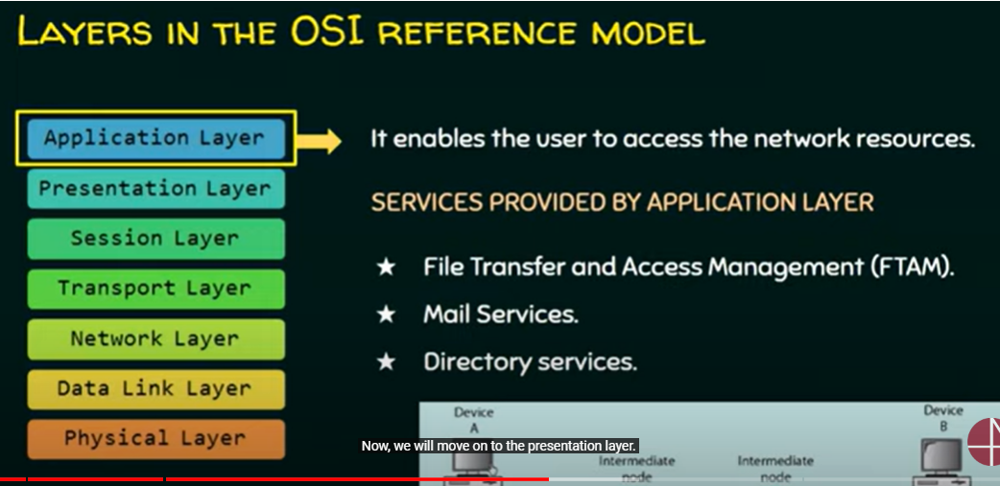 LAYERS IN THE OSI REFERENCE MODEL
Application Layer
Presentation Layer
Session Layer
Transport Layer
Network Layer
Data Link Layer
Physical Layer
It enables the user to access the network resources.
SERVICES PROVIDED BY APPLICATION LAYER
★ File Transfer and Access Management (FTAM).
★ Mail Services.
★ Directory services.
Device
A
Device
B
Intermediate
node
Intermediate
node
Now, we will move on to the presentation layer.